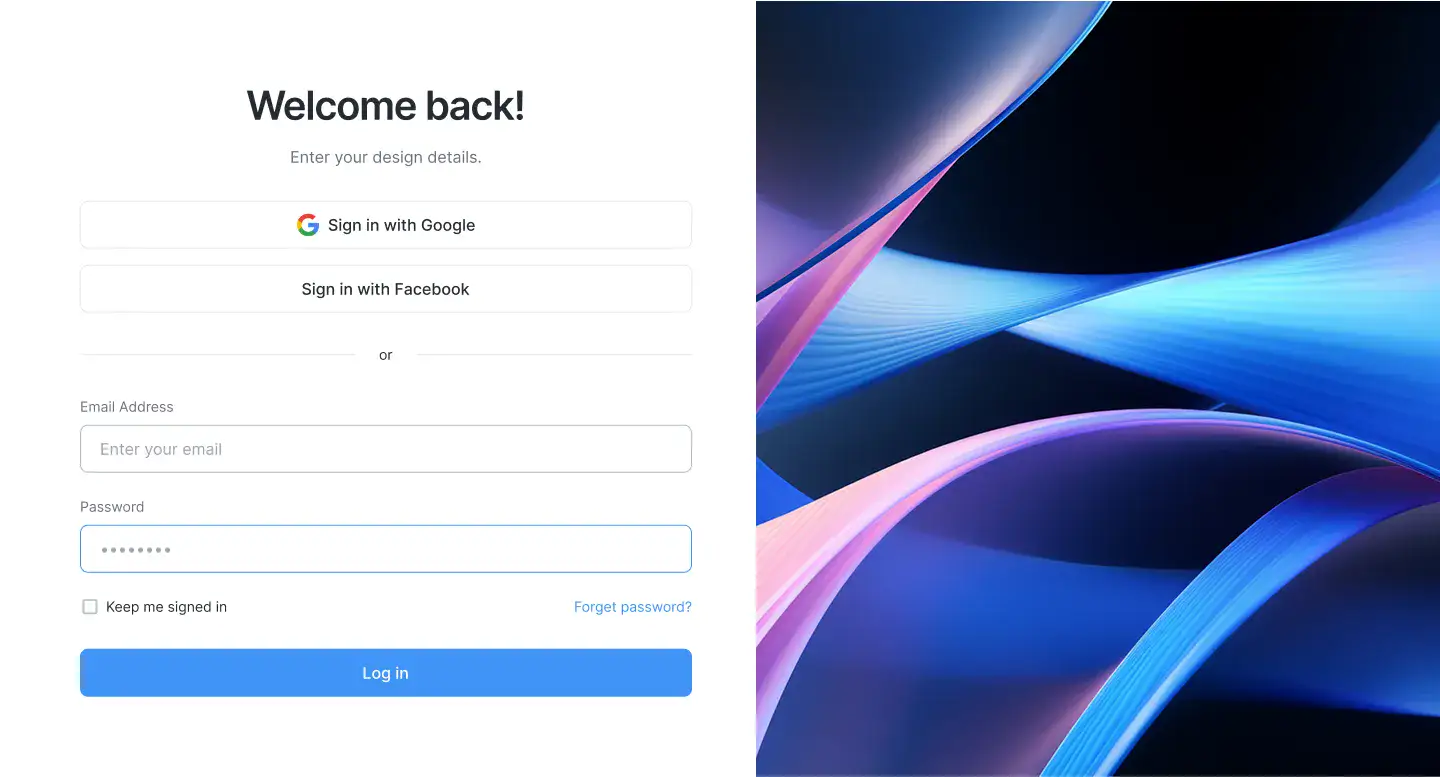 Welcome back!
Enter your design details.
Sign in with Google
Sign in with Facebook
or
Email Address
Enter your email
Password
••••••••
Keep me signed in
Forget password?
Log in